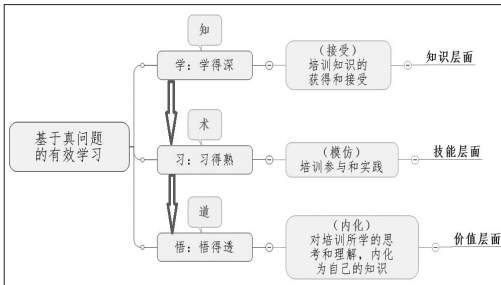 知
学：学得深
（接受）
培训知识的
获得和接受
知识层面
基于真问题
的有效学习
术
习：习得熟
（模仿）
培训参与和实践
技能层面
道
悟：悟得透
（内化）
对培训所学的思
考和理解，内化
为自己的知识
价值层面